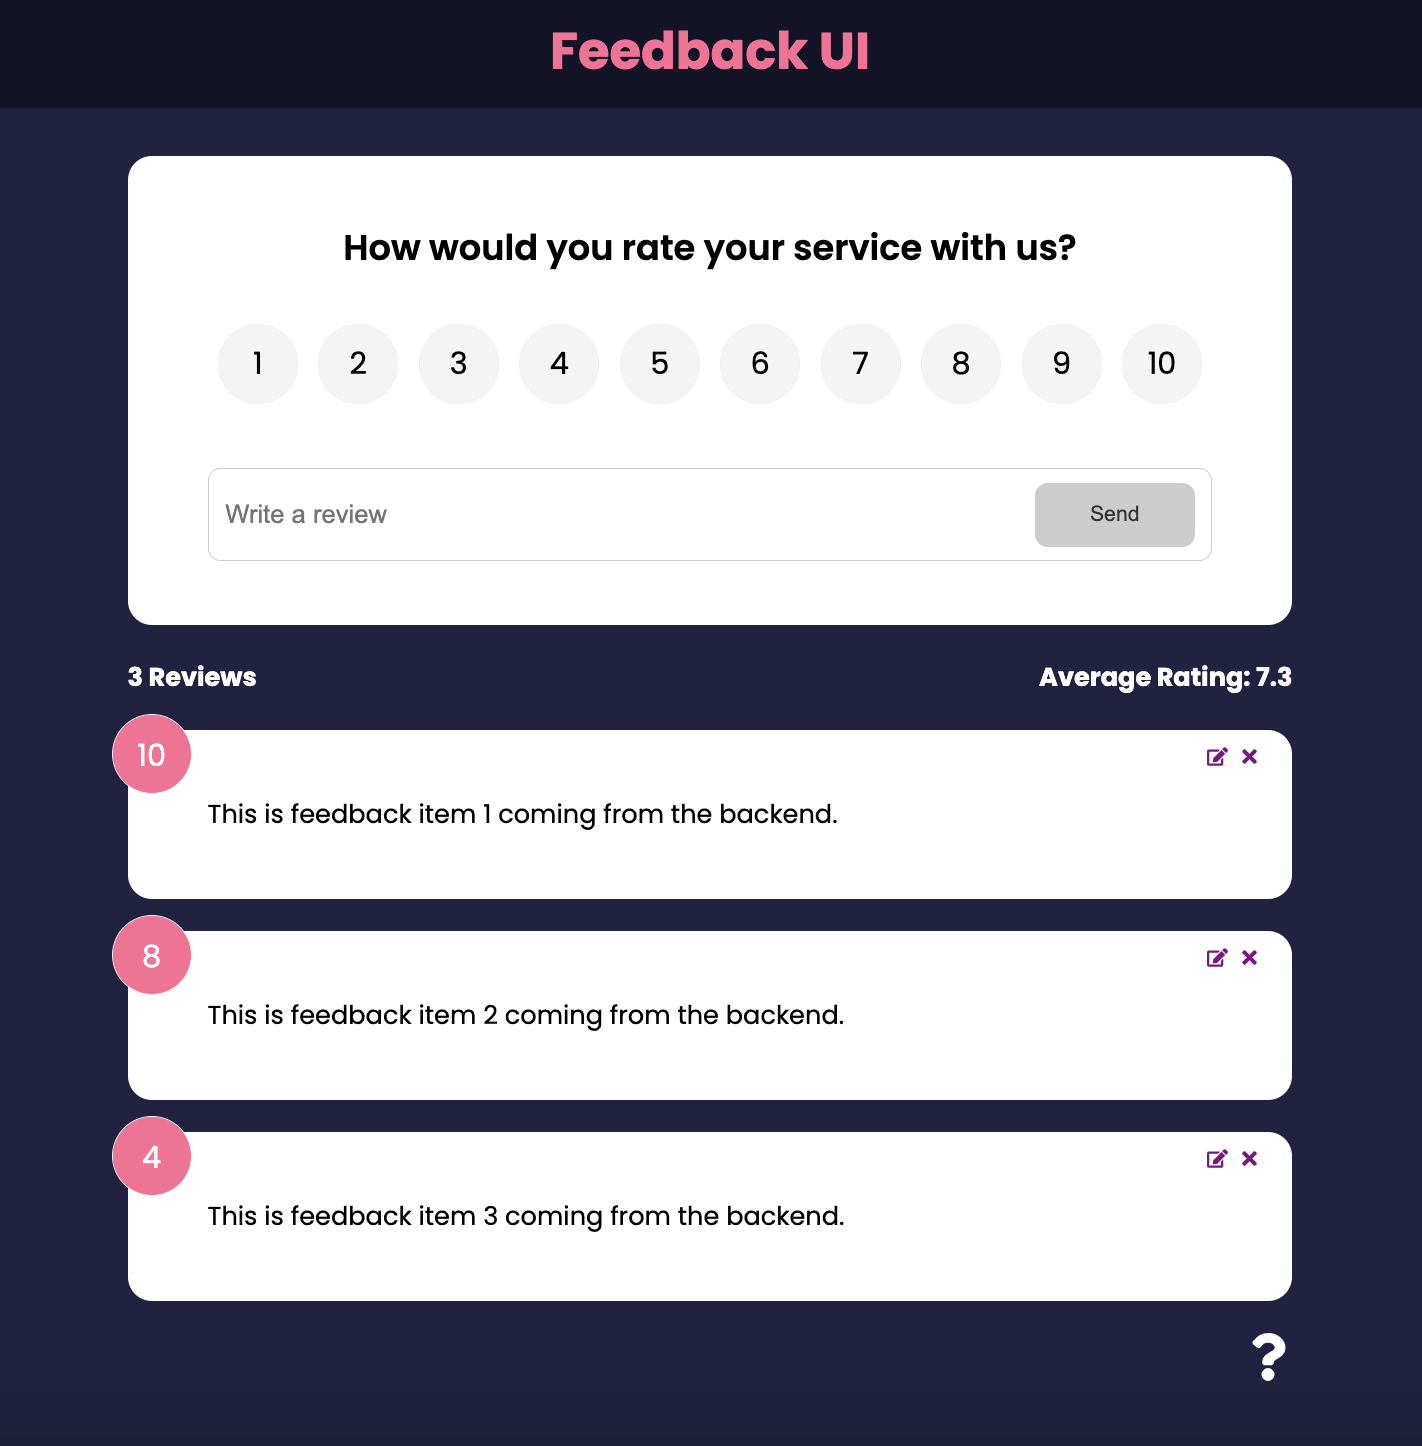 Feedback UI
How would you rate your service with us?
1 2 3 4 5 6 7 8 9 10
Write a review Send
3 Reviews Average Rating: 7.3
10
This is feedback item 1 coming from the backend.
8
This is feedback item 2 coming from the backend.
4
This is feedback item 3 coming from the backend.
?